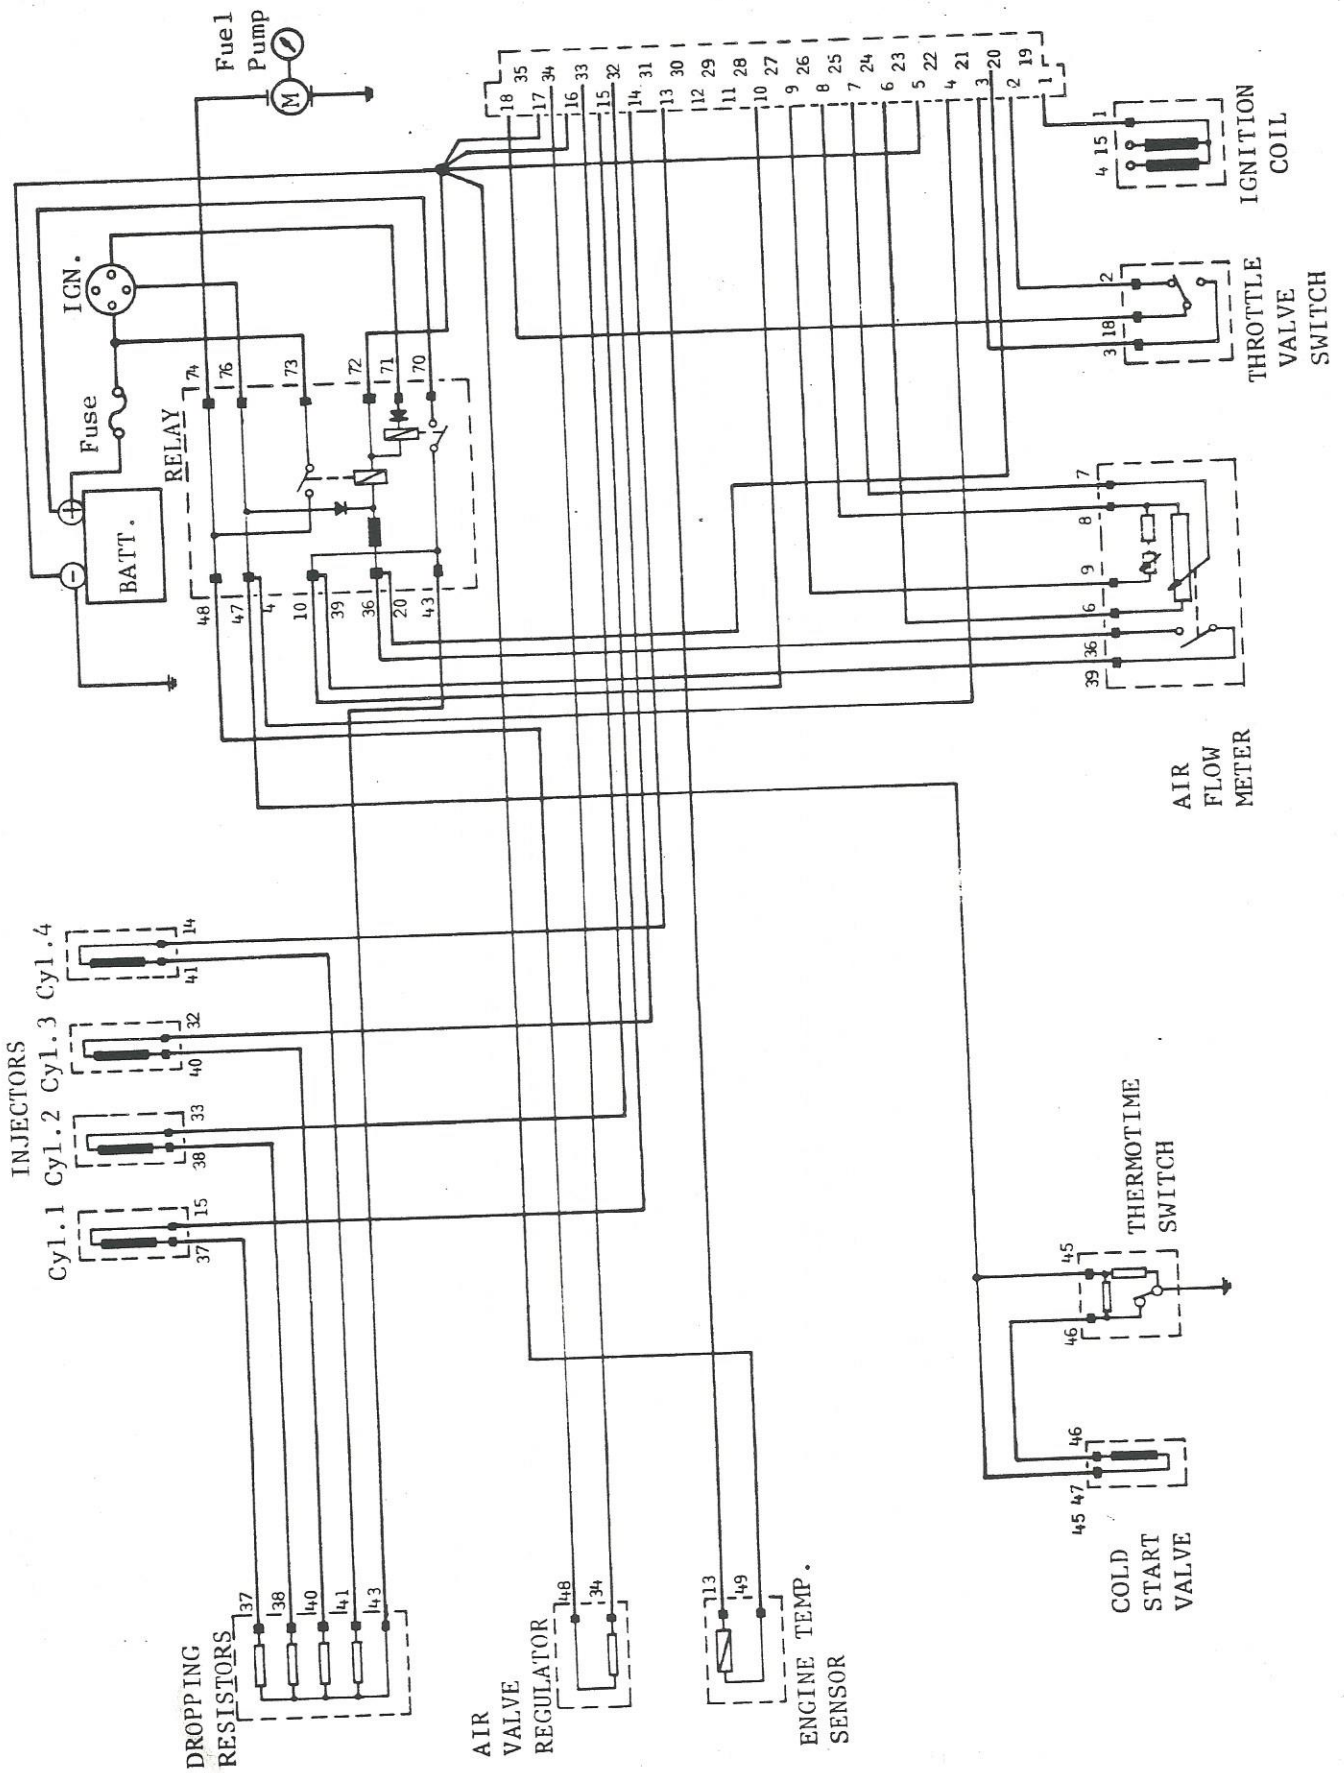 Fuel
Pump
M
IGN.
Fuse
BATT.
+
-
RELAY
74
76
73
72
71
70
48
47
4
10
39
36
20
43
18
17
16
15
14
13
12
11
10
9
8
7
6
5
4
3
2
1
35
34
33
32
31
30
29
28
27
26
25
24
23
22
21
20
19
1
15
4
IGNITION
COIL
2
18
3
THROTTLE
VALVE
SWITCH
7
8
9
6
36
39
AIR
FLOW
METER
INJECTORS
Cyl.1
Cyl.2
Cyl.3
Cyl.4
15
37
33
38
32
40
14
41
45
46
THERMOTIME
SWITCH
46
45 47
COLD
START
VALVE
37
38
40
41
43
DROPPING
RESISTORS
48
34
AIR
VALVE
REGULATOR
13
49
ENGINE TEMP.
SENSOR